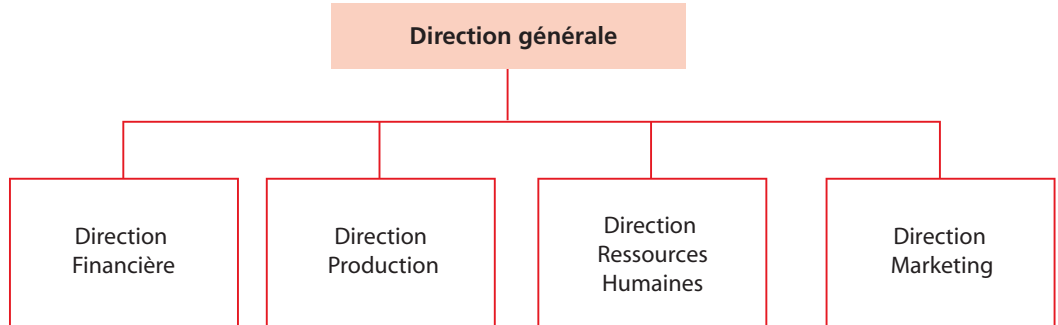 Direction générale
Direction
Financière
Direction
Production
Direction
Ressources
Humaines
Direction
Marketing